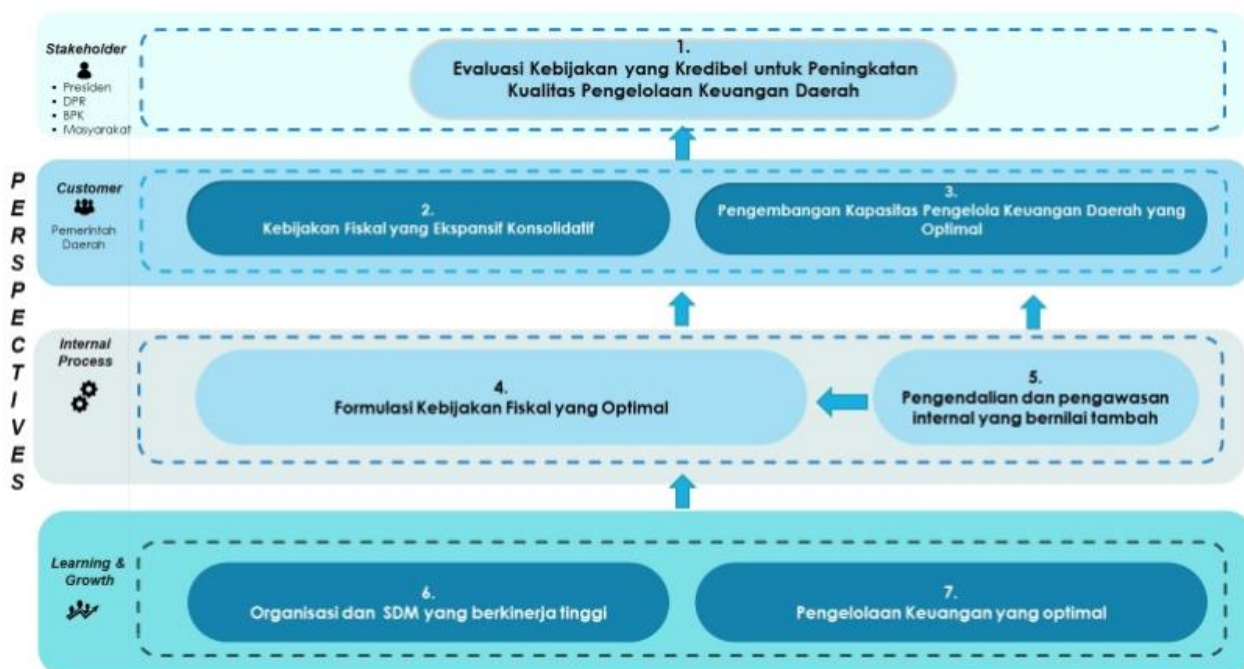 PERSPECTIVES
Stakeholder
▪ Presiden
▪ DPR
▪ BPK
▪ Masyarakat
1.
Evaluasi Kebijakan yang Kredibel untuk Peningkatan
Kualitas Pengelolaan Keuangan Daerah
Customer
Pemerintah
Daerah
2.
Kebijakan Fiskal yang Ekspansif Konsolidatif
3.
Pengembangan Kapasitas Pengelola Keuangan Daerah yang
Optimal
Internal
Process
4.
Formulasi Kebijakan Fiskal yang Optimal
5.
Pengendalian dan pengawasan
internal yang bernilai tambah
Learning &
Growth
6.
Organisasi dan SDM yang berkinerja tinggi
7.
Pengelolaan Keuangan yang optimal